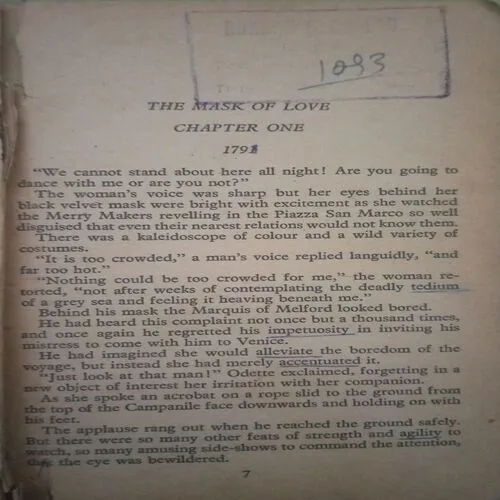 1093
THE MASK OF LOVE
CHAPTER ONE
1791
“We cannot stand about here all night! Are you going to
dance with me or are you not?”
The woman's voice was sharp but her eyes behind her
black velvet mask were bright with excitement as she watched
the Merry Makers revelling in the Piazza San Marco so well
disguised that even their nearest relations would not know them.
There was a kaleidoscope of colour and a wild variety of
costumes.
“It is too crowded,” a man's voice replied languidly, “and
far too hot.”
“Nothing could be too crowded for me,” the woman re-
torted, “not after weeks of contemplating the deadly tedium
of a grey sea and feeling it heaving beneath me.”
Behind his mask the Marquis of Melford looked bored.
He had heard this complaint not once but a thousand times,
and once again he regretted his impetuosity in inviting his
mistress to come with him to Venice.
He had imagined she would alleviate the boredom of the
voyage, but instead she had merely accentuated it.
“Just look at that man!” Odette exclaimed, forgetting in a
new object of interest her irritation with her companion.
As she spoke an acrobat on a rope slid to the ground from
the top of the Campanile face downwards and holding on with
his feet.
The applause rang out when he reached the ground safely.
But there were so many other feats of strength and agility to
watch, so many amusing side-shows to command the attention,
that the eye was bewildered.
7